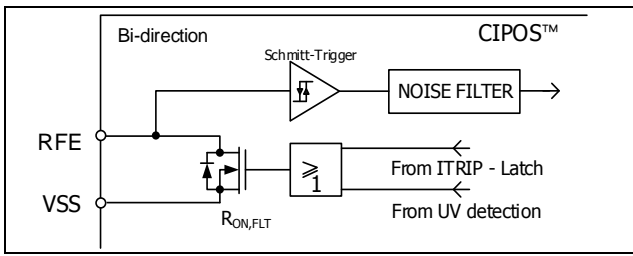 Bi-direction
CIPOS™
Schmitt-Trigger
NOISE FILTER
RFE
VSS
RON,FLT
≥1
From ITRIP - Latch
From UV detection